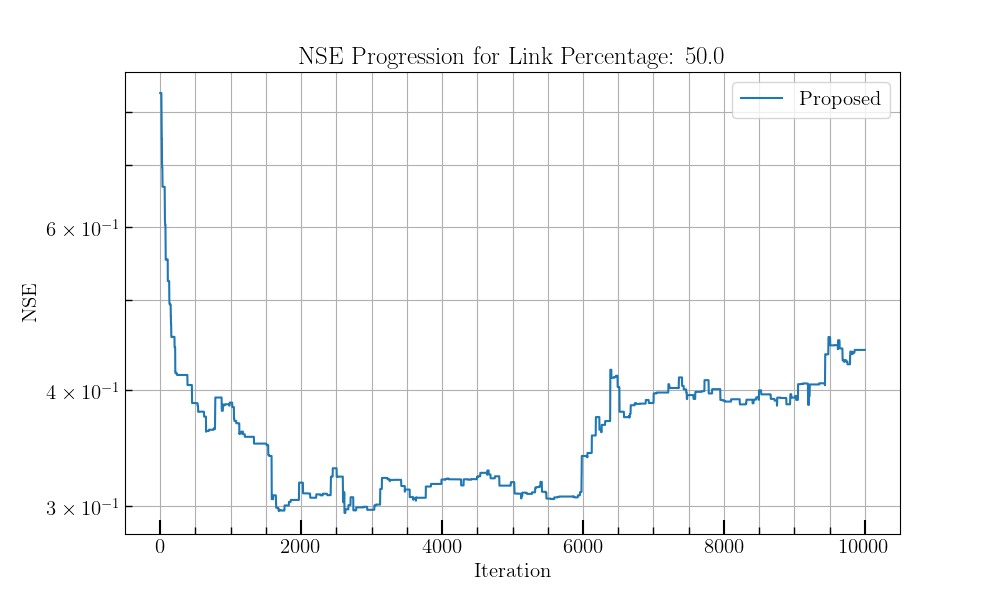 NSE Progression for Link Percentage: 50.0
Proposed
6 × 10⁻¹
4 × 10⁻¹
3 × 10⁻¹
NSE
0 2000 4000 6000 8000 10000
Iteration